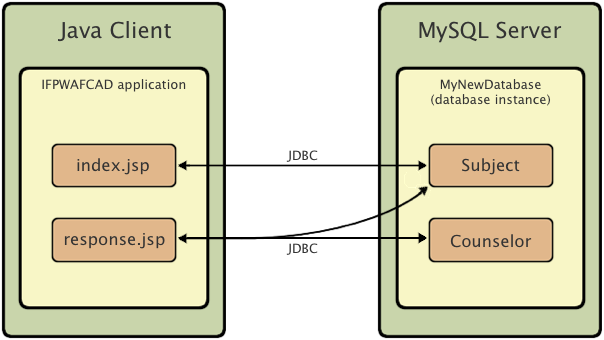 Java Client
IFPWAFCAD application
index.jsp
response.jsp
JDBC
JDBC
MySQL Server
MyNewDatabase
(database instance)
Subject
Counselor